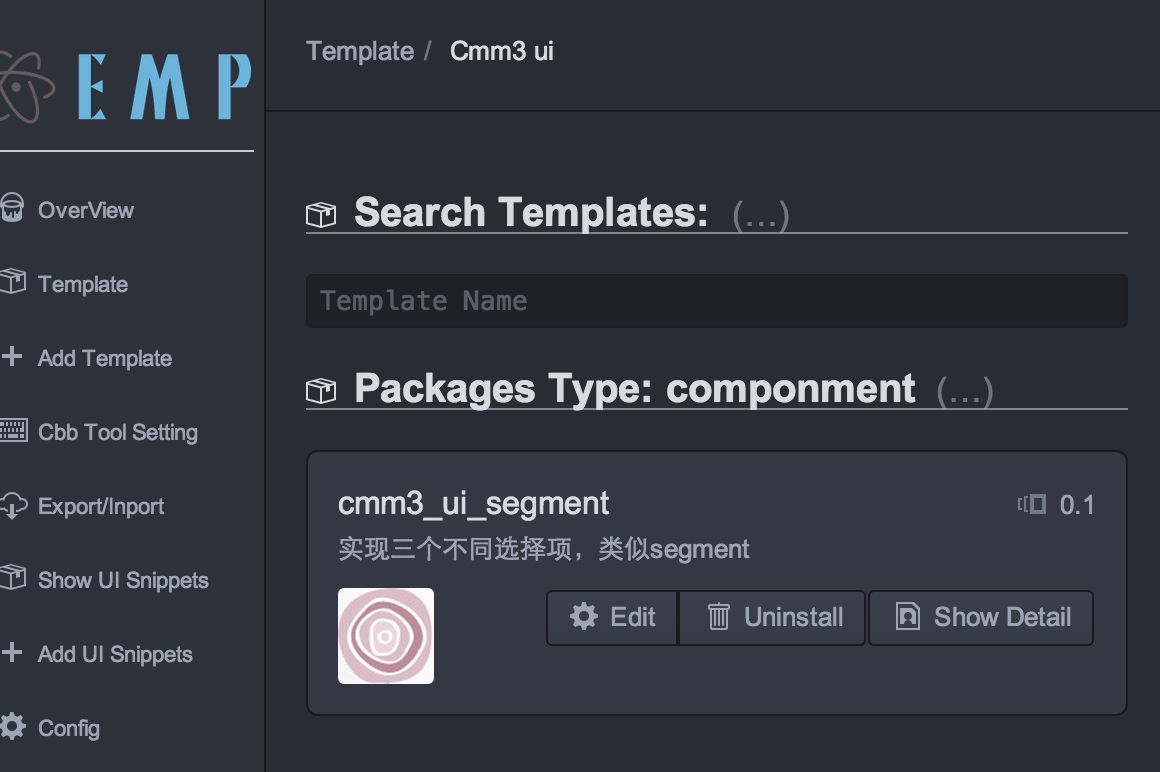 EMP
OverView
Template
Add Template
Cbb Tool Setting
Export/Inport
Show UI Snippets
Add UI Snippets
Config
Template / Cmm3 ui
Search Templates: (...)
Template Name
Packages Type: componment (...)
cmm3_ui_segment 0.1
实现三个不同选择项，类似segment
Edit Uninstall Show Detail